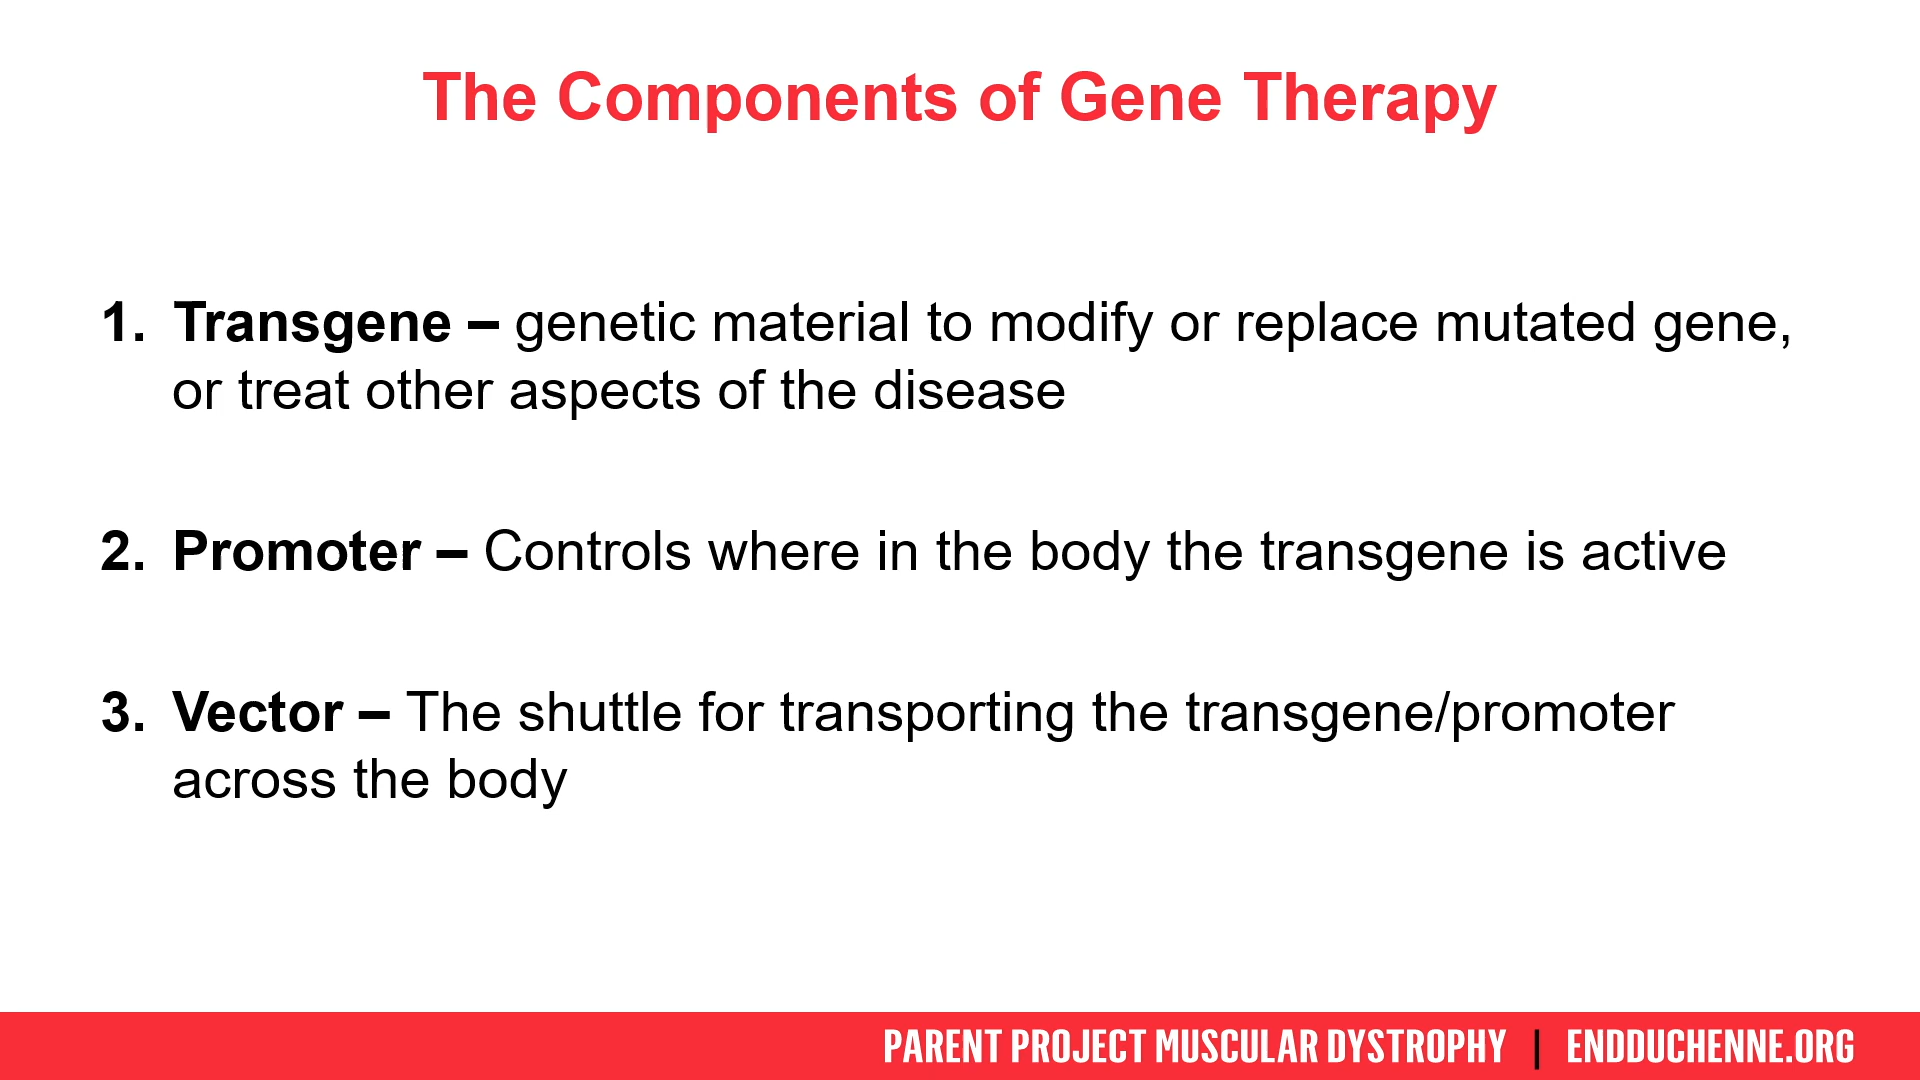 The Components of Gene Therapy
1. Transgene – genetic material to modify or replace mutated gene,
or treat other aspects of the disease
2. Promoter – Controls where in the body the transgene is active
3. Vector – The shuttle for transporting the transgene/promoter
across the body
PARENT PROJECT MUSCULAR DYSTROPHY | ENDDUCHENNE.ORG